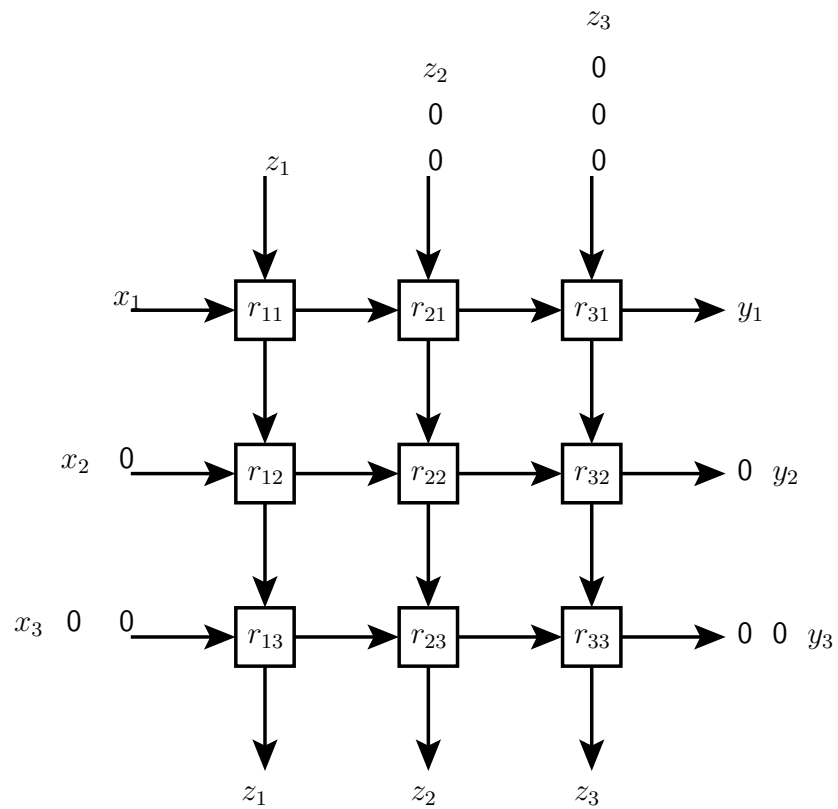 z₃
z₂ 0
0 0
z₁ 0 0
x₁ r₁₁ r₂₁ r₃₁ y₁
x₂ 0 r₁₂ r₂₂ r₃₂ 0 y₂
x₃ 0 0 r₁₃ r₂₃ r₃₃ 0 0 y₃
z₁ z₂ z₃